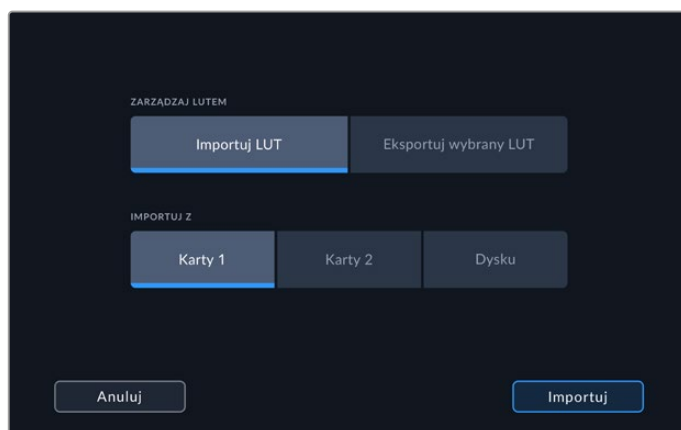 ZARZĄDZAJ LUTEM
Importuj LUT
Eksportuj wybrany LUT
IMPORTUJ Z
Karty 1
Karty 2
Dysku
Anuluj
Importuj